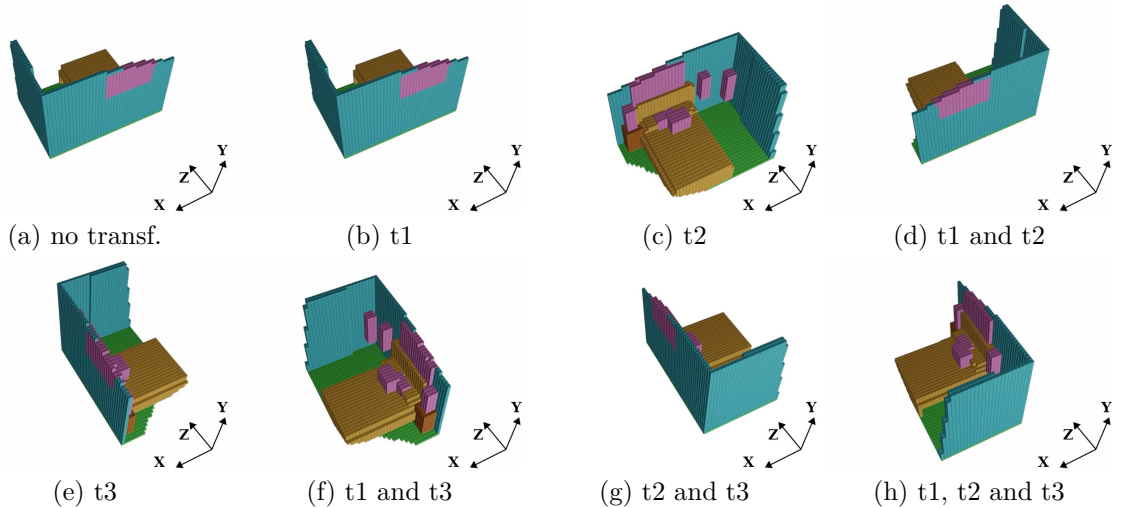 Y Z X
Y Z X
Y Z X
Y Z X
(a) no transf.
(b) t1
(c) t2
(d) t1 and t2
Y Z X
Y Z X
Y Z X
Y Z X
(e) t3
(f) t1 and t3
(g) t2 and t3
(h) t1, t2 and t3